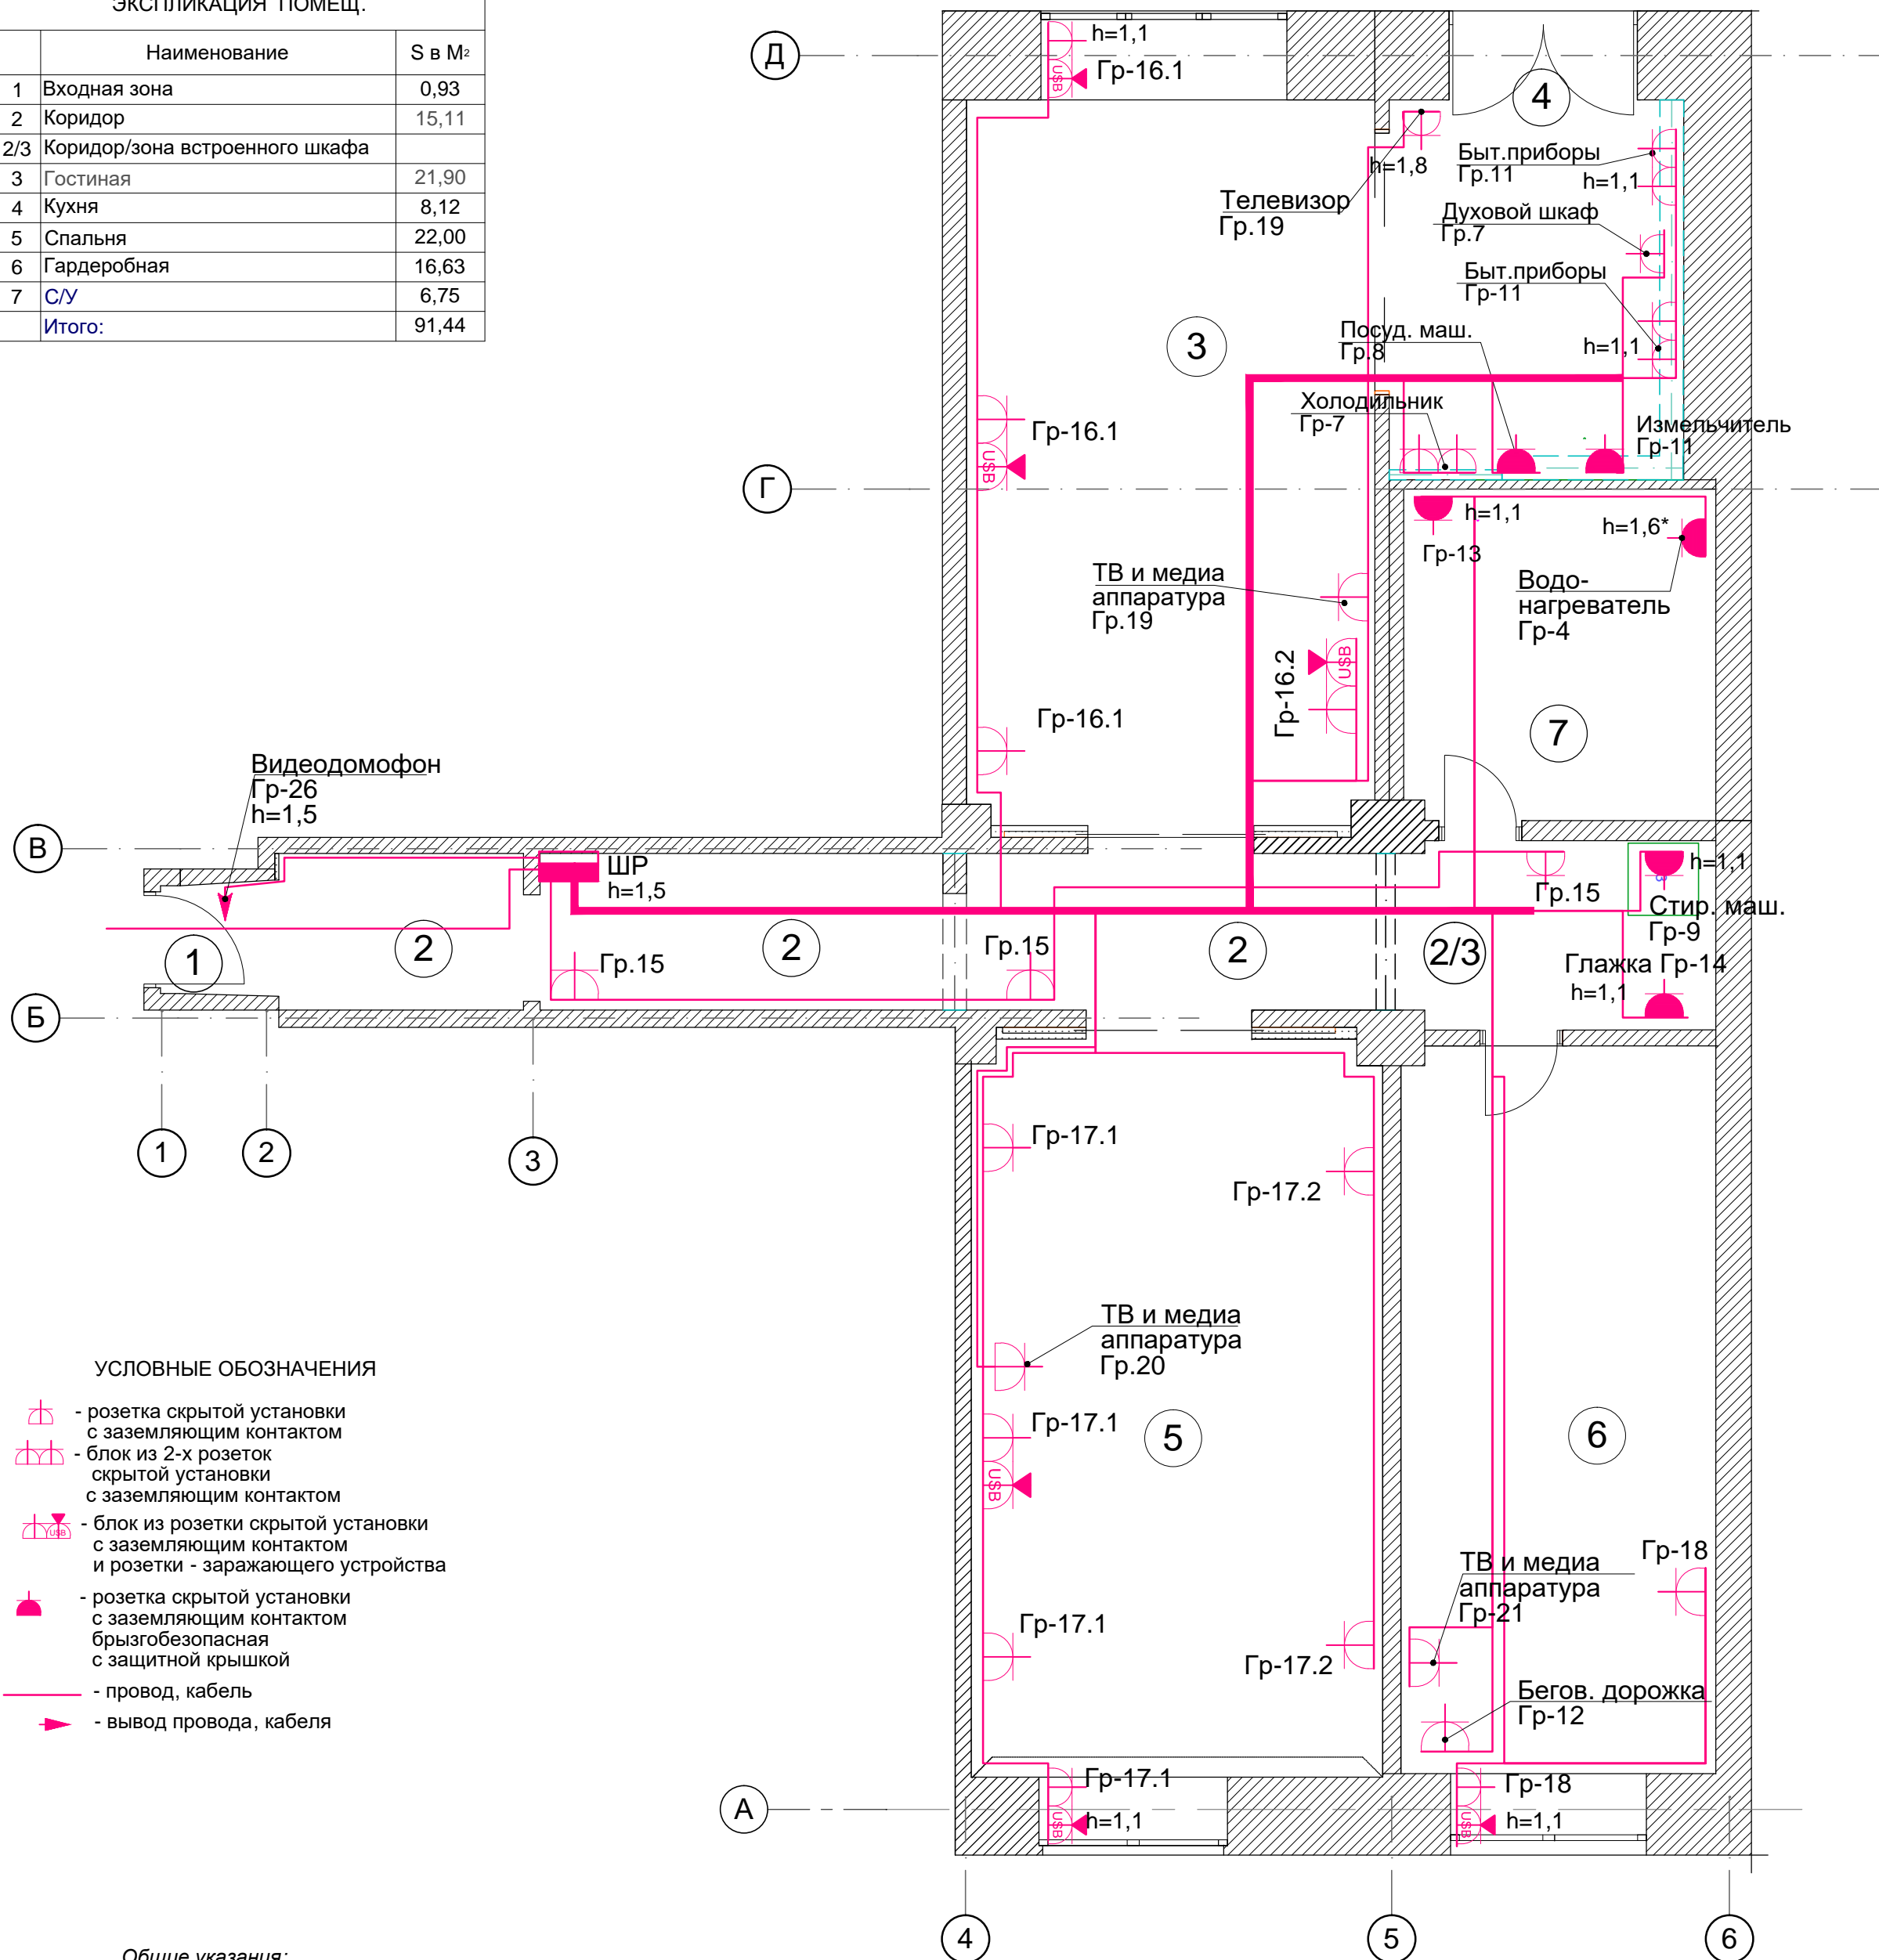 ЭКСПЛИКАЦИЯ ПОМЕЩ.
Наименование S в М²
1 Входная зона 0,93
2 Коридор 15,11
2/3 Коридор/зона встроенного шкафа
3 Гостиная 21,90
4 Кухня 8,12
5 Спальня 22,00
6 Гардеробная 16,63
7 С/У 6,75
Итого: 91,44
Д
h=1,1
USB
Гр-16.1
4
h=1,8
Телевизор
Гр.19
Быт.приборы
Гр.11
h=1,1
Духовой шкаф
Гр.7
Быт.приборы
Гр-11
h=1,1
Посуд. маш.
Гр.8
3
Холодильник
Гр-7
Измельчитель
Гр-11
Гр-16.1
USB
Г
h=1,1
Гр-13
h=1,6*
Водо-
нагреватель
Гр-4
ТВ и медиа
аппаратура
Гр.19
Гр-16.2
USB
Гр-16.1
7
Видеодомофон
Гр-26
h=1,5
В
ШР
h=1,5
Гр.15
h=1,1
Стир. маш.
Гр-9
1
2
2
2
2/3
Гр.15
Гр.15
Глажка Гр-14
h=1,1
Б
1
2
3
Гр-17.1
Гр-17.2
ТВ и медиа
аппаратура
Гр.20
Гр-17.1
USB
5
6
Гр-17.1
Гр-17.2
ТВ и медиа
аппаратура
Гр-21
Гр-18
Бегов. дорожка
Гр-12
А
Гр-17.1
USB
h=1,1
Гр-18
USB
h=1,1
4
5
6
УСЛОВНЫЕ ОБОЗНАЧЕНИЯ
- розетка скрытой установки
с заземляющим контактом
- блок из 2-х розеток
скрытой установки
с заземляющим контактом
USB
- блок из розетки скрытой установки
с заземляющим контактом
и розетки - заражающего устройства
- розетка скрытой установки
с заземляющим контактом
брызгобезопасная
с защитной крышкой
- провод, кабель
- вывод провода, кабеля
Общие указания: